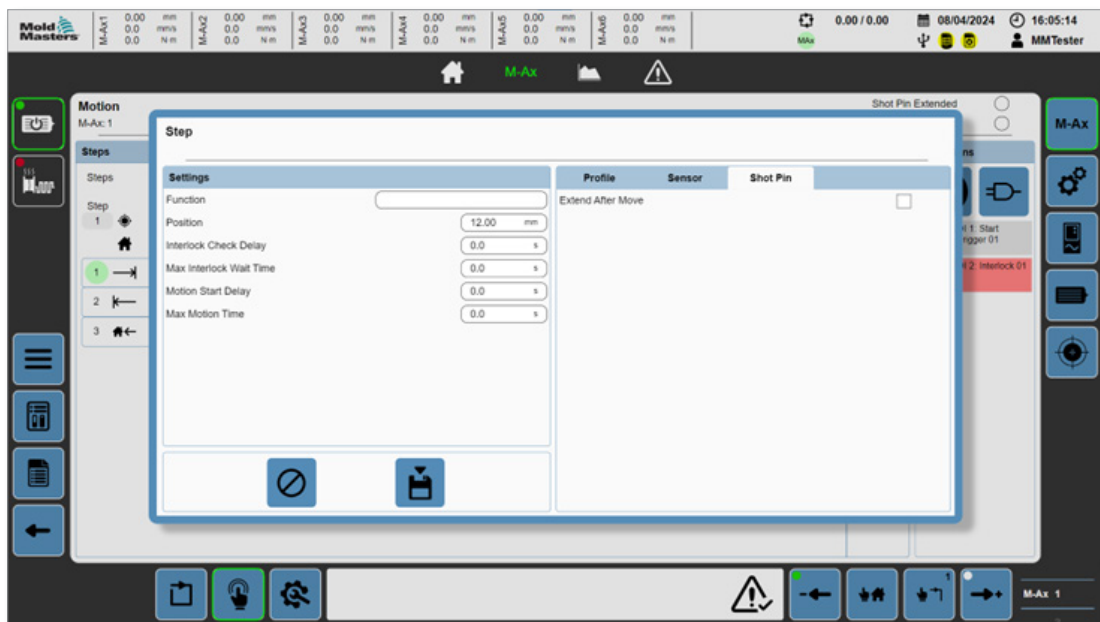 Mold Masters
M-Ax1 0.00 mm 0.0 mm/s 0.0 N·m
M-Ax2 0.00 mm 0.0 mm/s 0.0 N·m
M-Ax3 0.00 mm 0.0 mm/s 0.0 N·m
M-Ax4 0.00 mm 0.0 mm/s 0.0 N·m
M-Ax5 0.00 mm 0.0 mm/s 0.0 N·m
M-Ax6 0.00 mm 0.0 mm/s 0.0 N·m
MAx
0.00 / 0.00
08/04/2024 16:05:14
MMTester
M-Ax
Motion
Shot Pin Extended
M-Ax: 1
M-Ax
Step
Steps
ns
Steps
Settings
Profile Sensor Shot Pin
Function
Extend After Move
Step
1
Position 12.00 mm
1: Start
rigger 01
Interlock Check Delay 0.0 s
2: Interlock 01
1
Max Interlock Wait Time 0.0 s
Motion Start Delay 0.0 s
2
Max Motion Time 0.0 s
3
1
M-Ax 1